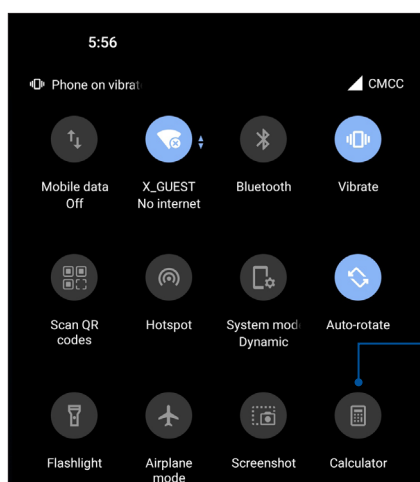 5:56
Phone on vibrat
CMCC
Mobile data
Off
X_GUEST
No internet
Bluetooth
Vibrate
Scan QR
codes
Hotspot
System mod
Dynamic
Auto-rotate
Flashlight
Airplane
mode
Screenshot
Calculator